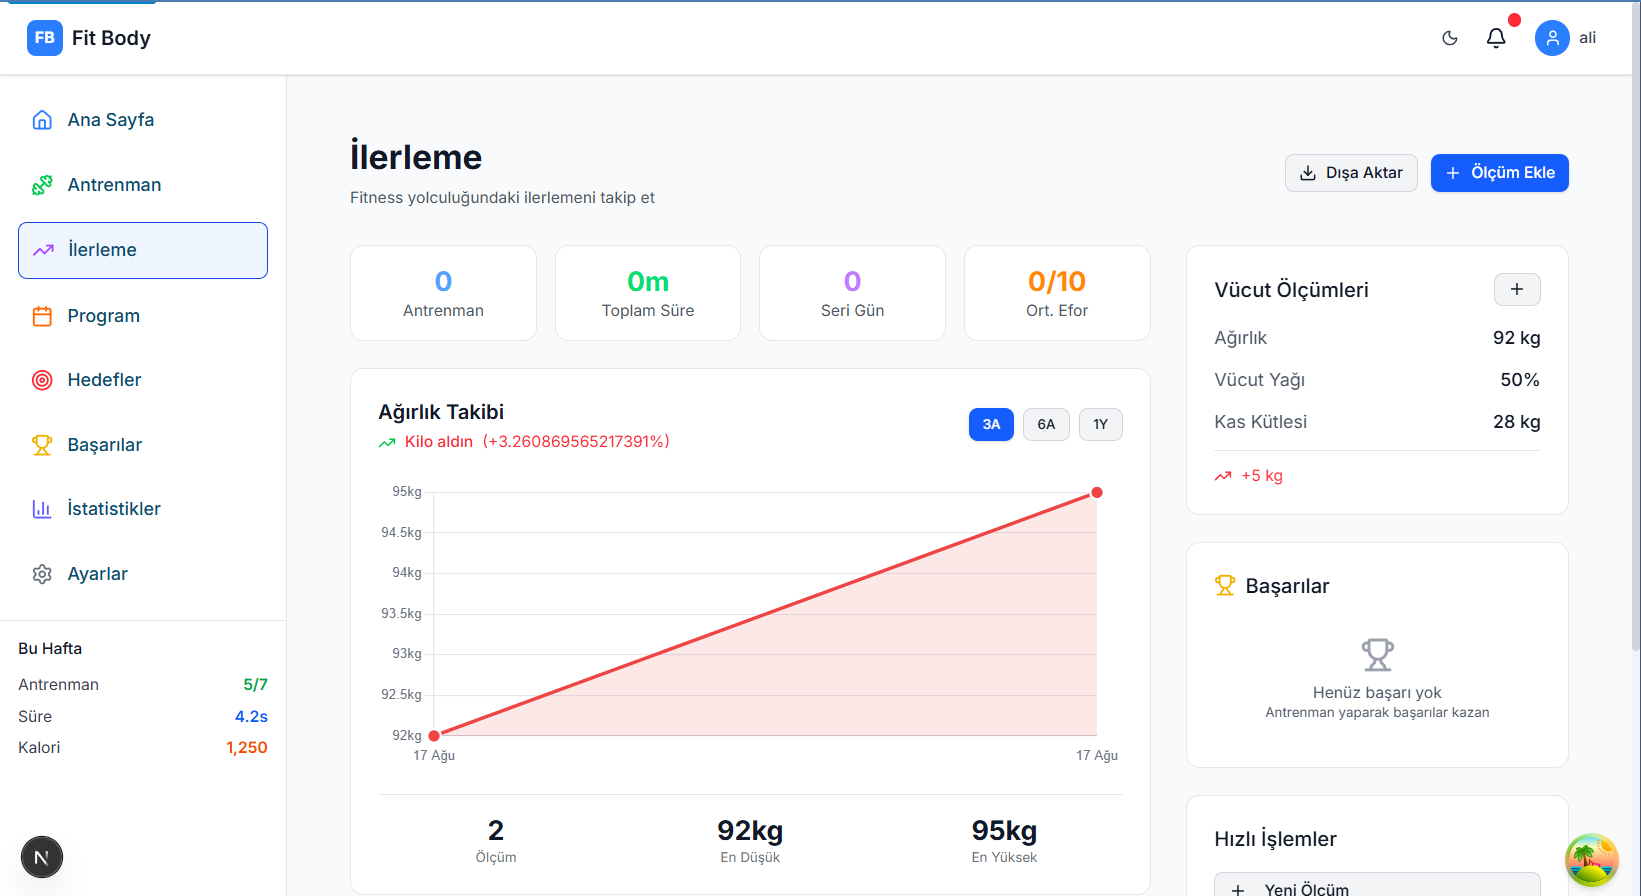 FB Fit Body
ali
Ana Sayfa
Antrenman
İlerleme
Program
Hedefler
Başarılar
İstatistikler
Ayarlar
Bu Hafta
Antrenman 5/7
Süre 4.2s
Kalori 1,250
N
İlerleme
Fitness yolculuğundaki ilerlemeni takip et
Dışa Aktar
+ Ölçüm Ekle
0
Antrenman
0m
Toplam Süre
0
Seri Gün
0/10
Ort. Efor
Ağırlık Takibi
Kilo aldın (+3.260869565217391%)
3A 6A 1Y
95kg
94.5kg
94kg
93.5kg
93kg
92.5kg
92kg
17 Ağu 17 Ağu
2
Ölçüm
92kg
En Düşük
95kg
En Yüksek
Vücut Ölçümleri +
Ağırlık 92 kg
Vücut Yağı 50%
Kas Kütlesi 28 kg
+5 kg
Başarılar
Henüz başarı yok
Antrenman yaparak başarılar kazan
Hızlı İşlemler
+ Yeni Ölçüm